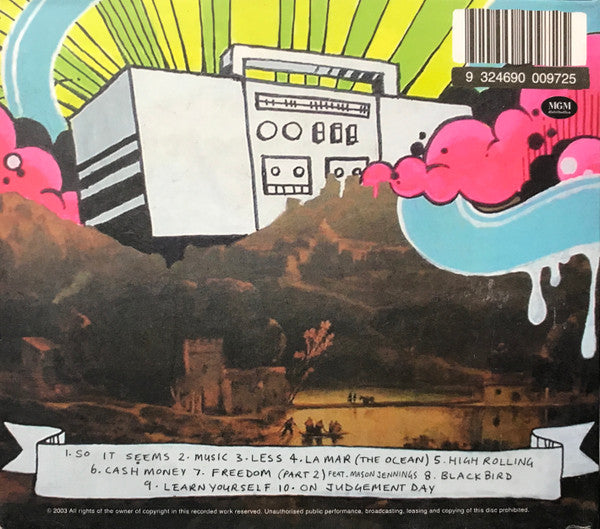 9 324690 009725
MGM
distribution
1. SO IT SEEMS 2. MUSIC 3. LESS 4. LA MAR (THE OCEAN) 5. HIGH ROLLING
6. CASH MONEY 7. FREEDOM (PART 2) FEAT. MASON JENNINGS 8. BLACKBIRD
9. LEARN YOURSELF 10. ON JUDGEMENT DAY
© 2003 All rights of the owner of copyright in this recorded work reserved. Unauthorised public performance, broadcasting, leasing and copying of this disc prohibited.